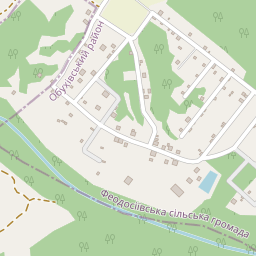 Обухівський район
Феодосіївська сільська громада